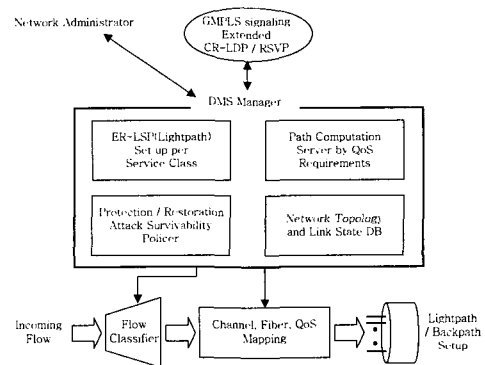 Network Administrator
GMPLS signaling
Extended
CR-LDP / RSVP
DMS Manager
ER-LSP(Lightpath)
Set up per
Service Class
Path Computation
Server by QoS
Requirements
Protection / Restoration
Attack Survivability
Policer
Network Topology
and Link State DB
Incoming
Flow
Flow
Classifier
Channel, Fiber, QoS
Mapping
Lightpath
/ Backpath
Setup